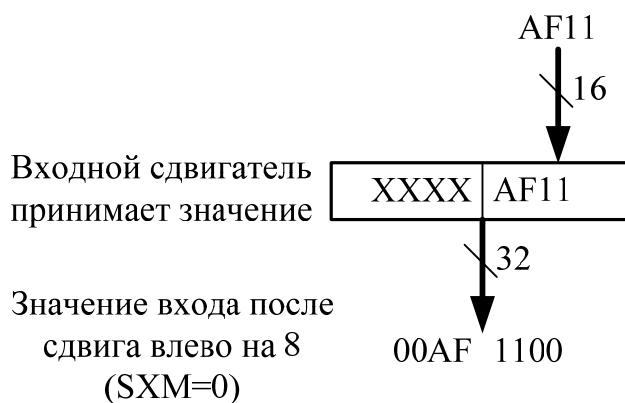 AF11
16
Входной сдвигатель
принимает значение
XXXX AF11
32
Значение входа после
сдвига влево на 8
(SXM=0)
00AF 1100